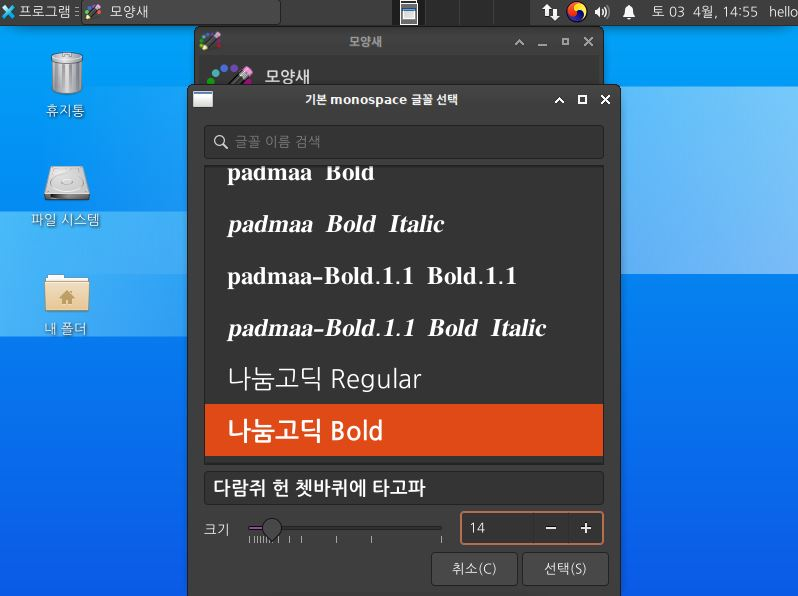 프로그램
모양새
토 03 4월, 14:55
hello
휴지통
파일 시스템
내 폴더
모양새
모양새
기본 monospace 글꼴 선택
글꼴 이름 검색
padmaa Bold
padmaa Bold Italic
padmaa-Bold.1.1 Bold.1.1
padmaa-Bold.1.1 Bold Italic
나눔고딕 Regular
나눔고딕 Bold
다람쥐 헌 쳇바퀴에 타고파
크기
14
취소(C)
선택(S)